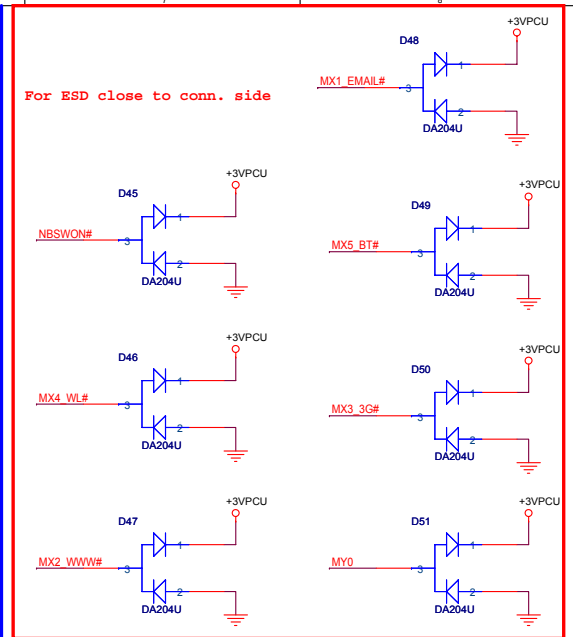 8
For ESD close to conn. side
D48
+3VPCU
MX1_EMAIL#
3
1
2
DA204U
D45
+3VPCU
NBSWON#
3
1
2
DA204U
D49
+3VPCU
MX5_BT#
3
1
2
DA204U
D46
+3VPCU
MX4_WL#
3
1
2
DA204U
D50
+3VPCU
MX3_3G#
3
1
2
DA204U
D47
+3VPCU
MX2_WWW#
3
1
2
DA204U
D51
+3VPCU
MY0
3
1
2
DA204U